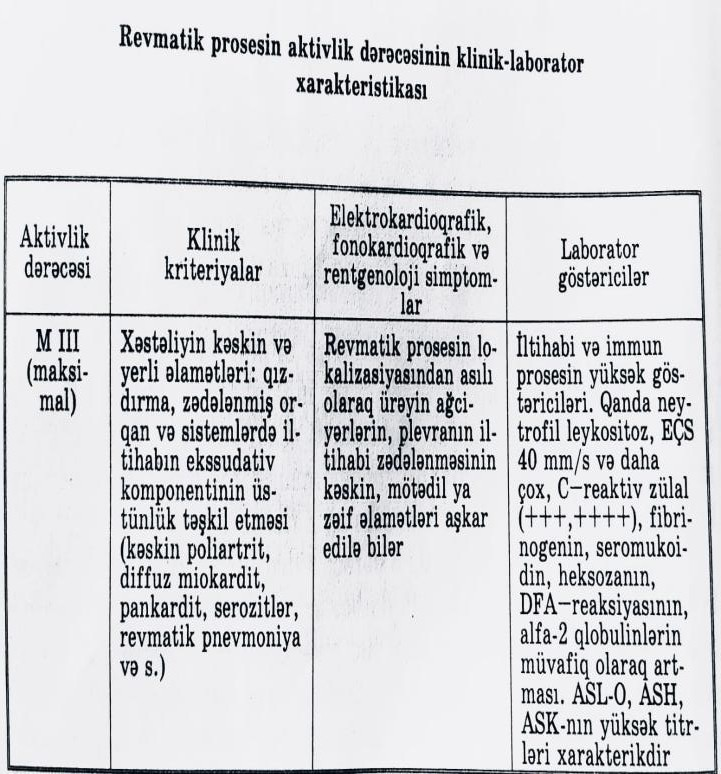 Revmatik prosesin aktivlik dərəcəsinin klinik-laborator
xarakteristikası
Aktivlik
dərəcəsi
Klinik
kriteriyalar
Elektrokardioqrafik,
fonokardioqrafik və
rentgenoloji simptom-
lar
Laborator
göstəricilər
M III
(maksi-
mal)
Xəstəliyin kəskin və
yerli əlamətləri: qız-
dırma, zədələnmiş or-
qan və sistemlərdə il-
tihabın ekssudativ
komponentinin üs-
tünlük təşkil etməsi
(kəskin poliartrit,
diffuz miokardit,
pankardit, serozitlər,
revmatik pnevmoniya
və s.)
Revmatik prosesin lo-
kalizasiyasından asılı
olaraq ürəyin ağci-
yərlərin, plevranın il-
tihabi zədələnməsinin
kəskin, mötədil ya
zəif əlamətləri aşkar
edilə bilər
İltihabi və immun
prosesin yüksək gös-
təriciləri. Qanda ney-
trofil leykositoz, EÇS
40 mm/s və daha
çox, C–reaktiv zülal
(+++,++++), fibri-
nogenin, seromukoi-
din, heksozanın,
DFA–reaksiyasının,
alfa-2 qlobulinlərin
müvafiq olaraq art-
ması. ASL-O, ASH,
ASK-nın yüksək titr-
ləri xarakterikdir